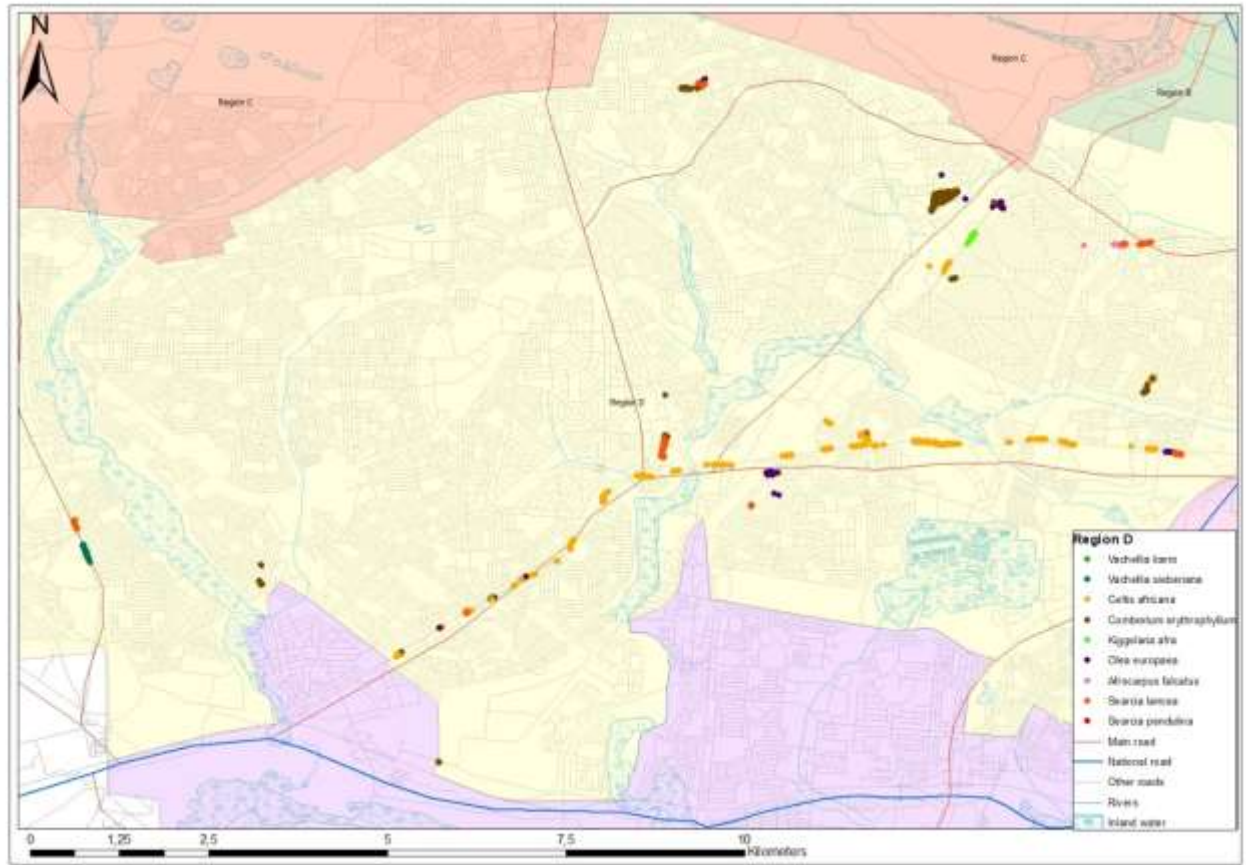 N
Region C
Region C
Region B
Region D
Region D
Vachellia karro
Vachellia sieberiana
Celtis africana
Combretum erythrophyllum
Kiggelaria afra
Olea europaea
Afrocarpus falcatus
Searsia lancea
Searsia pendulina
Main road
National road
Other roads
Rivers
Inland water
0 1,25 2,5 5 7,5 10
Kilometers